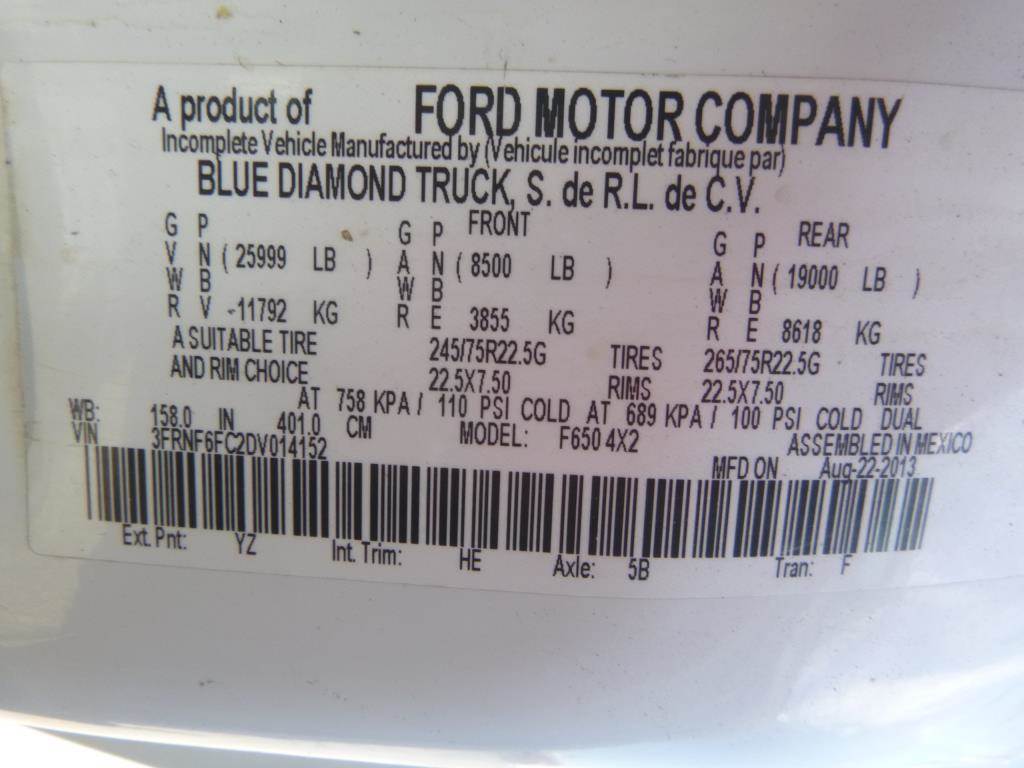 A product of FORD MOTOR COMPANY
Incomplete Vehicle Manufactured by (Vehicule incomplet fabrique par)
BLUE DIAMOND TRUCK, S. de R.L. de C.V.
G P G P FRONT G P REAR
V N ( 25999 LB ) A N ( 8500 LB ) A N ( 19000 LB )
W B W B W B
R V -11792 KG R E 3855 KG R E 8618 KG
A SUITABLE TIRE 245/75R22.5G TIRES 265/75R22.5G TIRES
AND RIM CHOICE 22.5X7.50 RIMS 22.5X7.50 RIMS
AT 758 KPA / 110 PSI COLD AT 689 KPA / 100 PSI COLD DUAL
WB: 158.0 IN 401.0 CM MODEL: F650 4X2 ASSEMBLED IN MEXICO
VIN 3FRNF6FC2DV014152 MFD ON Aug-22-2013
Ext. Pnt: YZ Int. Trim: HE Axle: 5B Tran: F